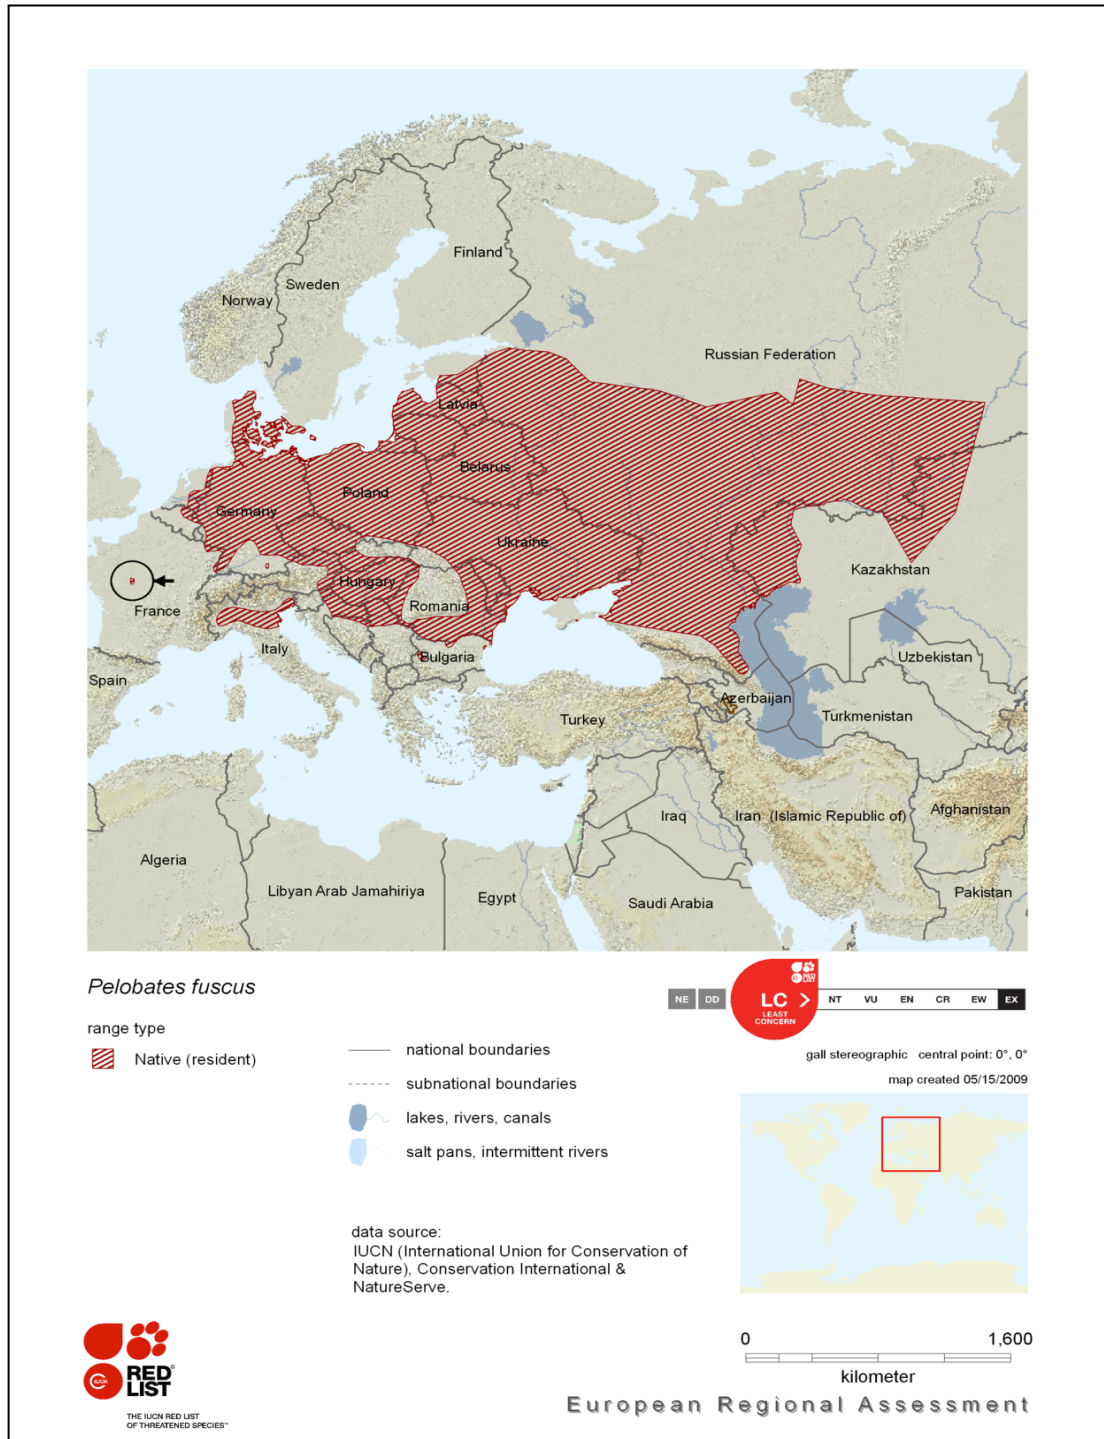 Finland
Sweden
Norway
Russian Federation
Latvia
Belarus
Poland
Germany
Ukraine
Kazakhstan
Hungary
Romania
France
Italy
Bulgaria
Uzbekistan
Spain
Azerbaijan
Turkmenistan
Turkey
Afghanistan
Iraq
Iran (Islamic Republic of)
Algeria
Libyan Arab Jamahiriya
Egypt
Saudi Arabia
Pakistan
Pelobates fuscus
range type
Native (resident)
national boundaries
subnational boundaries
lakes, rivers, canals
salt pans, intermittent rivers
data source:
IUCN (International Union for Conservation of
Nature), Conservation International &
NatureServe.
RED LIST
NE DD LC NT VU EN CR EW EX
LEAST
CONCERN
gall stereographic central point: 0°, 0°
map created 05/15/2009
0 1,600
kilometer
European Regional Assessment
IUCN
RED
LIST
THE IUCN RED LIST
OF THREATENED SPECIES™